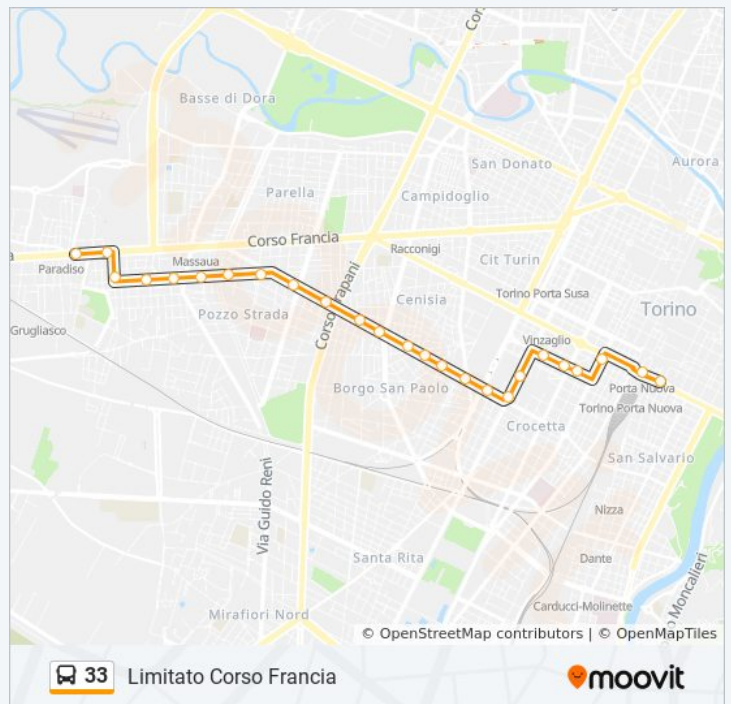 Corso
Basse di Dora
San Donato
Aurora
Parella
Campidoglio
Corso Francia
Racconigi
Paradiso
Massaua
Cit Turin
Corso Trapani
Cenisia
Torino Porta Susa
Torino
Pozzo Strada
Grugliasco
Vinzaglio
Borgo San Paolo
Porta Nuova
Torino Porta Nuova
Crocetta
San Salvario
Via Guido Reni
Nizza
Santa Rita
Dante
Carducci-Molinette
Moncalieri
Mirafiori Nord
© OpenStreetMap contributors | © OpenMapTiles
33 Limitato Corso Francia
moovit